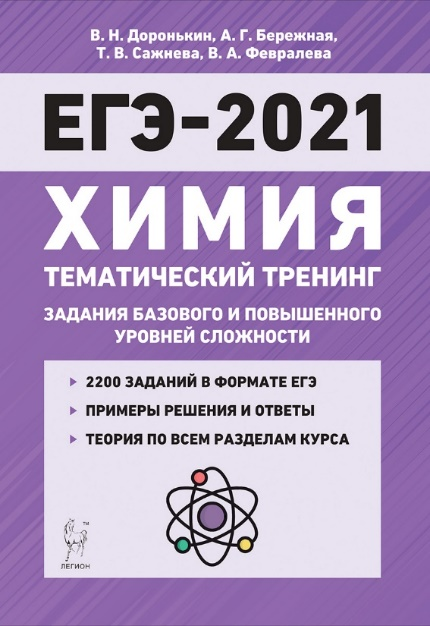 В. Н. Доронькин, А. Г. Бережная,
Т. В. Сажнева, В. А. Февралева
ЕГЭ-2021
ХИМИЯ
ТЕМАТИЧЕСКИЙ ТРЕНИНГ
ЗАДАНИЯ БАЗОВОГО И ПОВЫШЕННОГО
УРОВНЕЙ СЛОЖНОСТИ
2200 ЗАДАНИЙ В ФОРМАТЕ ЕГЭ
ПРИМЕРЫ РЕШЕНИЯ И ОТВЕТЫ
ТЕОРИЯ ПО ВСЕМ РАЗДЕЛАМ КУРСА
TM
ЛЕГИОН